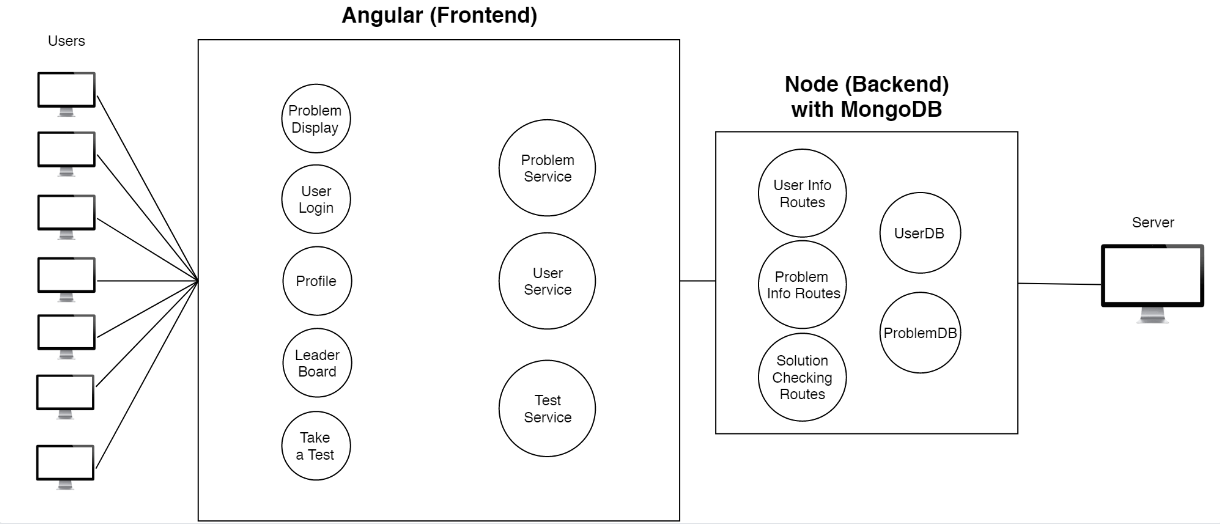 Angular (Frontend)
Users
Problem
Display
User
Login
Profile
Leader
Board
Take
a Test
Problem
Service
User
Service
Test
Service
Node (Backend)
with MongoDB
User Info
Routes
Problem
Info Routes
Solution
Checking
Routes
UserDB
ProblemDB
Server